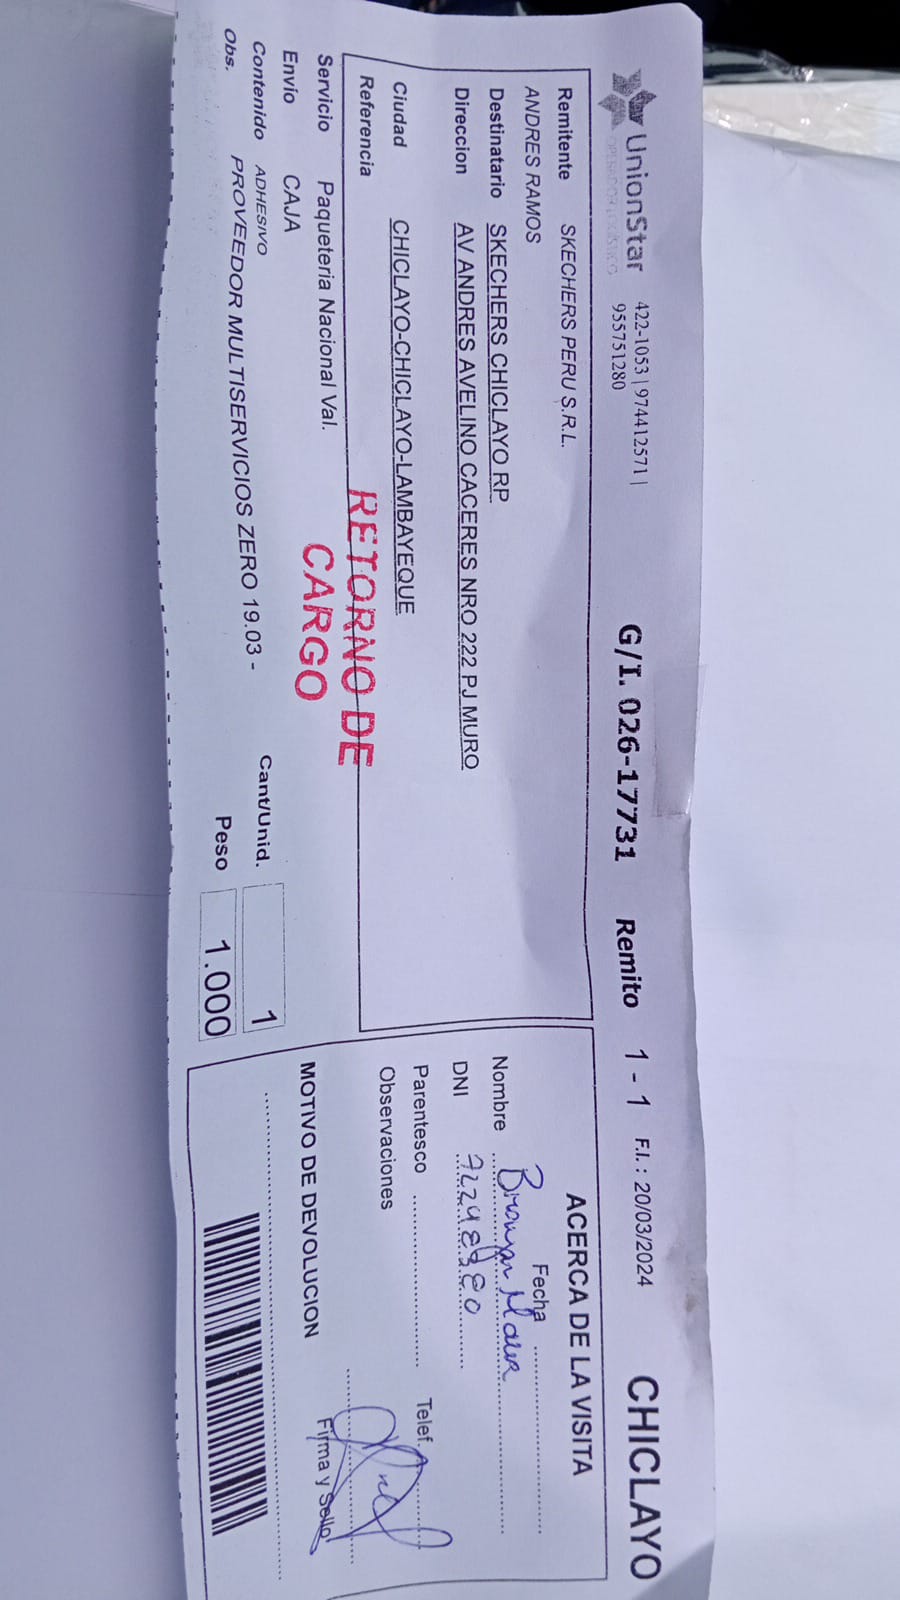 UnionStar
OPERADOR LOGISTICO
422-1053 | 974412571 |
955751280
G/I. 026-17731 Remito 1 - 1 F.I.: 20/03/2024 CHICLAYO
Remitente SKECHERS PERU S.R.L.
ANDRES RAMOS
Destinatario SKECHERS CHICLAYO RP
Direccion AV ANDRES AVELINO CACERES NRO 222 PJ MURO
Ciudad CHICLAYO-CHICLAYO-LAMBAYEQUE
Referencia
RETORNO DE
CARGO
Servicio Paqueteria Nacional Val.
Envio CAJA
Contenido ADHESIVO
Obs. PROVEEDOR MULTISERVICIOS ZERO 19.03 -
Cant/Unid. 1
Peso 1.000
ACERCA DE LA VISITA
Fecha
Nombre
DNI
Parentesco Telef.
Observaciones
Firma y Sello
MOTIVO DE DEVOLUCION